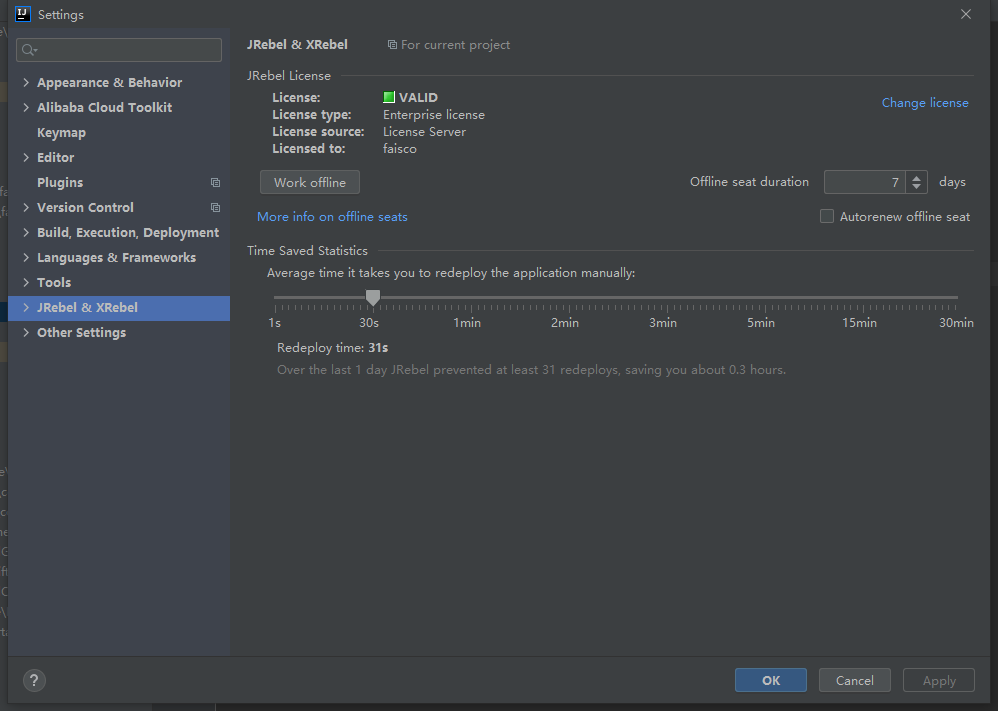 Settings
JRebel & XRebel
For current project
Appearance & Behavior
Alibaba Cloud Toolkit
Keymap
Editor
Plugins
Version Control
Build, Execution, Deployment
Languages & Frameworks
Tools
JRebel & XRebel
Other Settings
JRebel License
License: VALID
License type: Enterprise license
License source: License Server
Licensed to: faisco
Change license
Work offline
Offline seat duration 7 days
More info on offline seats
Autorenew offline seat
Time Saved Statistics
Average time it takes you to redeploy the application manually:
1s 30s 1min 2min 3min 5min 15min 30min
Redeploy time: 31s
Over the last 1 day JRebel prevented at least 31 redeploys, saving you about 0.3 hours.
?
OK
Cancel
Apply